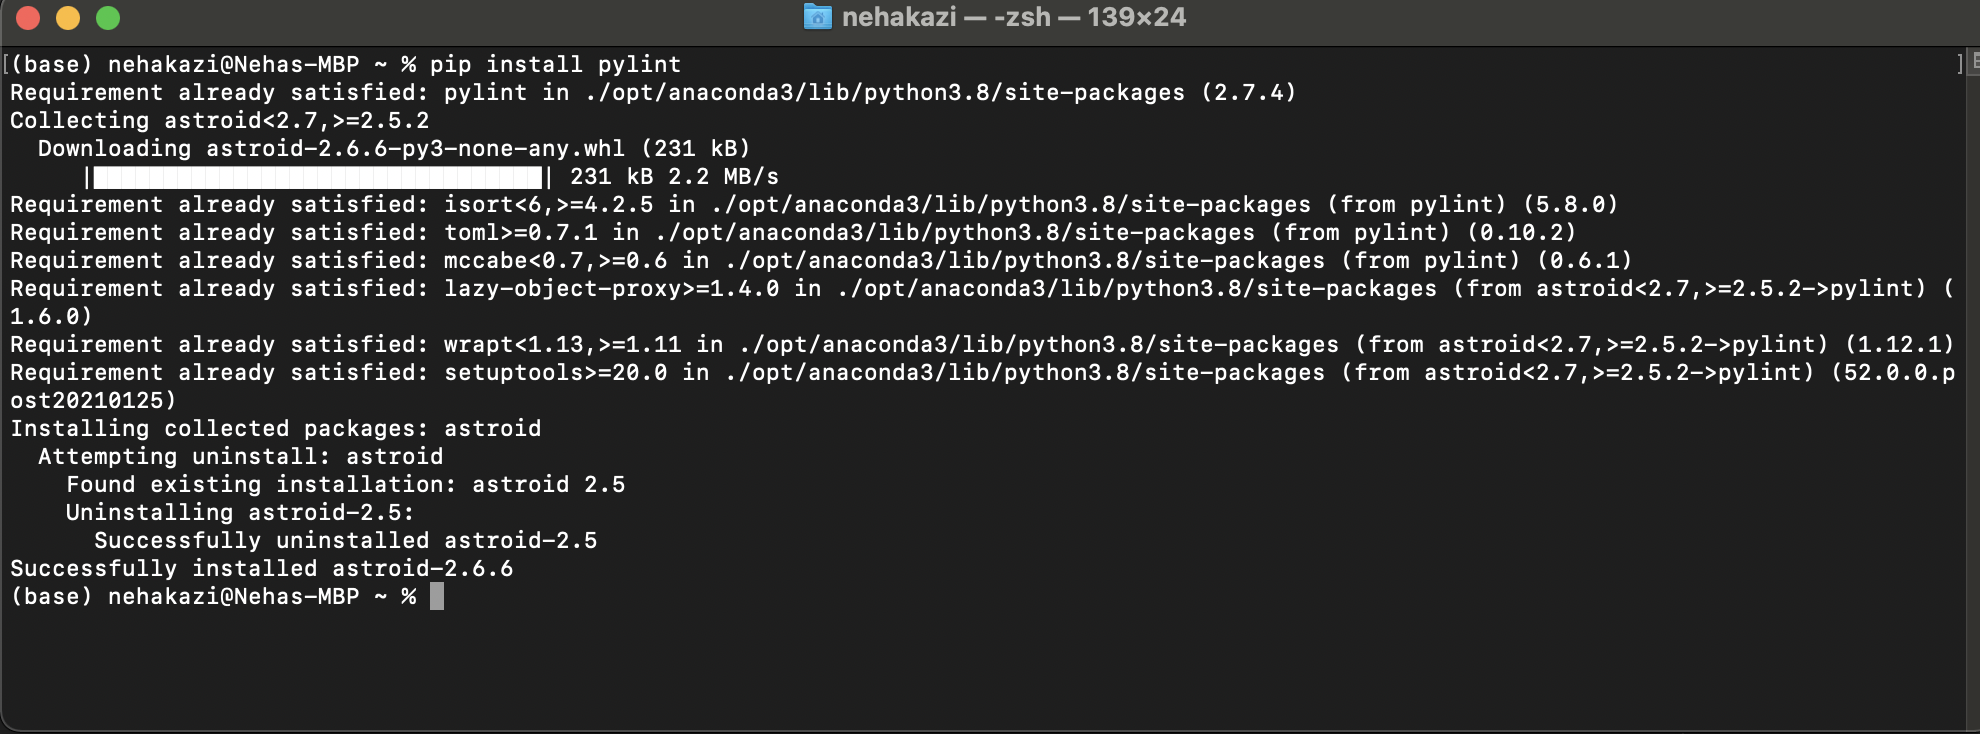 nehakazi — -zsh — 139×24
(base) nehakazi@Nehas-MBP ~ % pip install pylint
Requirement already satisfied: pylint in ./opt/anaconda3/lib/python3.8/site-packages (2.7.4)
Collecting astroid<2.7,>=2.5.2
  Downloading astroid-2.6.6-py3-none-any.whl (231 kB)
     |████████████████████████████████| 231 kB 2.2 MB/s
Requirement already satisfied: isort<6,>=4.2.5 in ./opt/anaconda3/lib/python3.8/site-packages (from pylint) (5.8.0)
Requirement already satisfied: toml>=0.7.1 in ./opt/anaconda3/lib/python3.8/site-packages (from pylint) (0.10.2)
Requirement already satisfied: mccabe<0.7,>=0.6 in ./opt/anaconda3/lib/python3.8/site-packages (from pylint) (0.6.1)
Requirement already satisfied: lazy-object-proxy>=1.4.0 in ./opt/anaconda3/lib/python3.8/site-packages (from astroid<2.7,>=2.5.2->pylint) (
1.6.0)
Requirement already satisfied: wrapt<1.13,>=1.11 in ./opt/anaconda3/lib/python3.8/site-packages (from astroid<2.7,>=2.5.2->pylint) (1.12.1)
Requirement already satisfied: setuptools>=20.0 in ./opt/anaconda3/lib/python3.8/site-packages (from astroid<2.7,>=2.5.2->pylint) (52.0.0.p
ost20210125)
Installing collected packages: astroid
  Attempting uninstall: astroid
    Found existing installation: astroid 2.5
    Uninstalling astroid-2.5:
      Successfully uninstalled astroid-2.5
Successfully installed astroid-2.6.6
(base) nehakazi@Nehas-MBP ~ %